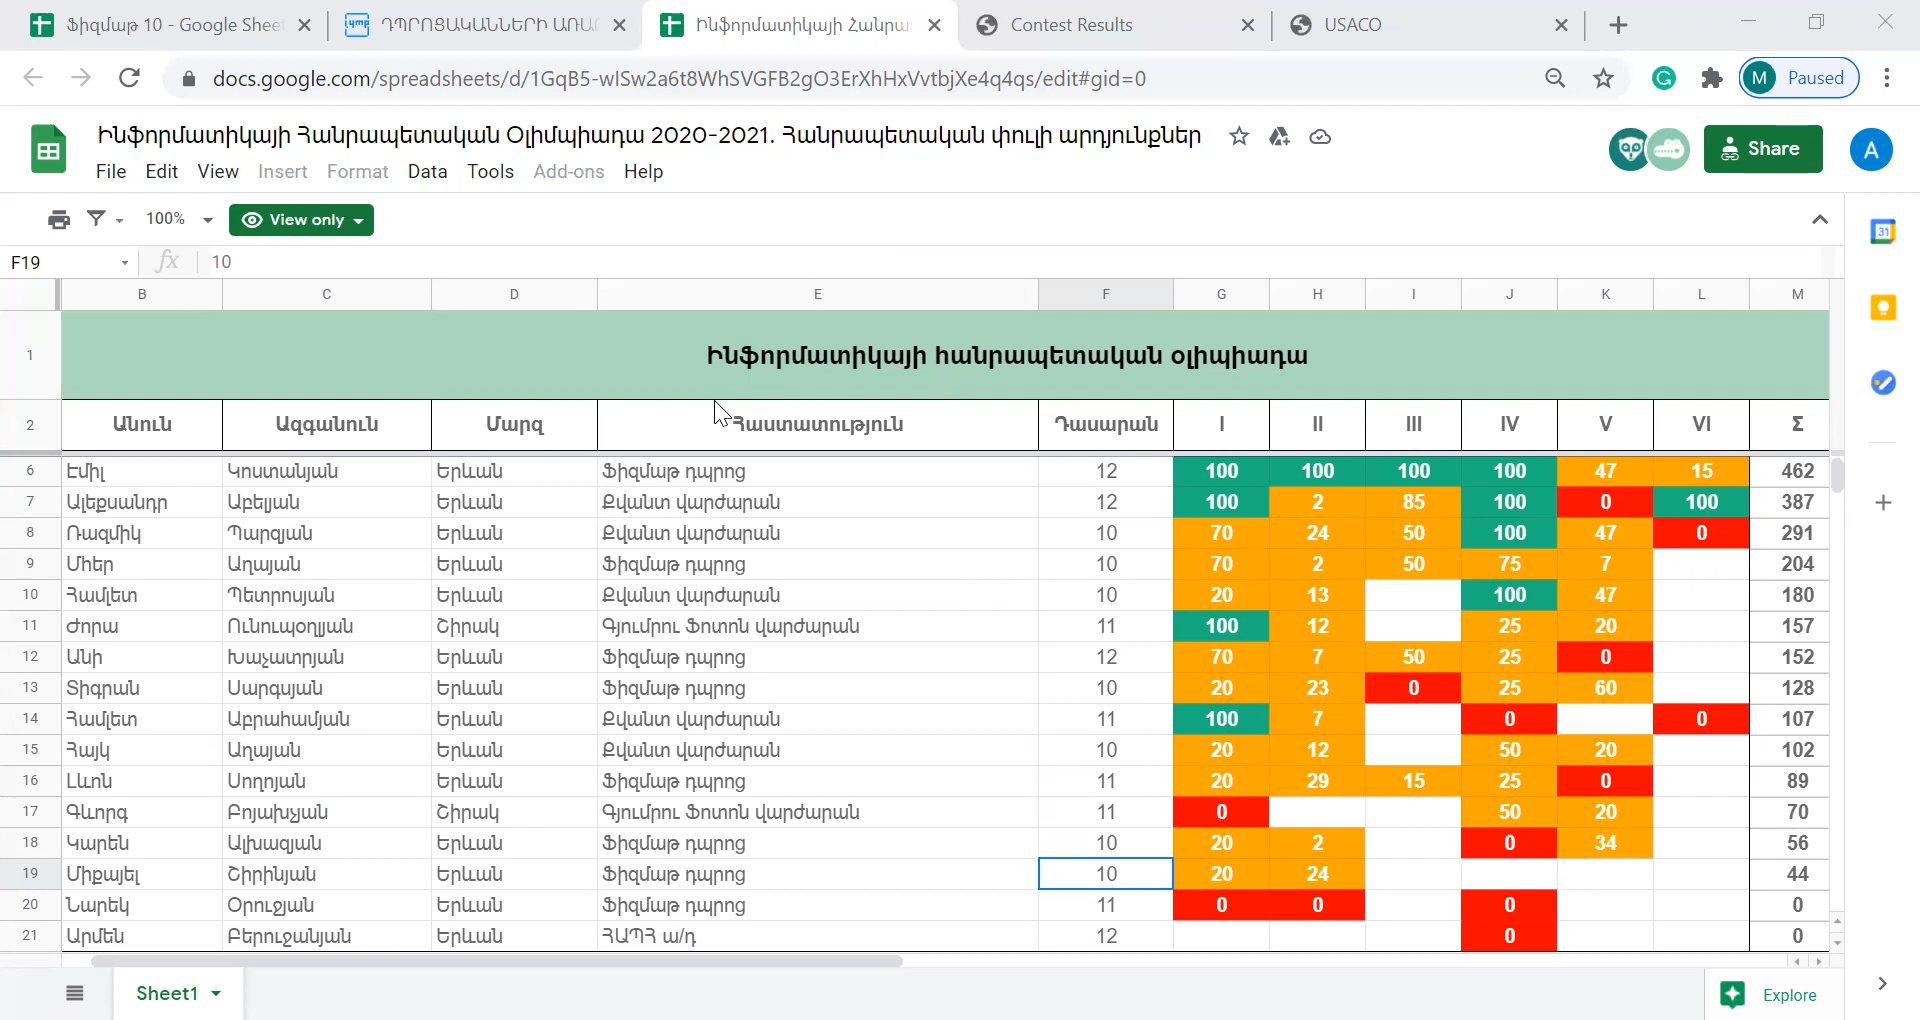 Ֆիզմաթ 10 - Google Sheet
ԴՊՐՈՑԱԿԱՆՆԵՐԻ
Ինֆորմատիկայի Հանրա
Contest Results
USACO
docs.google.com/spreadsheets/d/1GqB5-wlSw2a6t8WhSVGFB2gO3ErXhHxVvtbjXe4q4qs/edit#gid=0
M Paused
Ինֆորմատիկայի Հանրապետական Օլիմպիադա 2020-2021. Հանրապետական փուլի արդյունքներ
Share
A
File Edit View Insert Format Data Tools Add-ons Help
100% View only
31
F19 fx 10
B C D E F G H I J K L M
1 Ինֆորմատիկայի հանրապետական օլիպիադա
2 Անուն Ազգանուն Մարզ Հաստատություն Դասարան I II III IV V VI Σ
6 Էմիլ Կոստանյան Երևան Ֆիզմաթ դպրոց 12 100 100 100 100 47 15 462
7 Ալեքսանդր Աբելյան Երևան Քվանտ վարժարան 12 100 2 85 100 0 100 387
8 Ռազմիկ Պարզյան Երևան Քվանտ վարժարան 10 70 24 50 100 47 0 291
9 Մհեր Աղայան Երևան Ֆիզմաթ դպրոց 10 70 2 50 75 7 204
10 Համլետ Պետրոսյան Երևան Քվանտ վարժարան 10 20 13 100 47 180
11 Ժորա Ունուպօղլյան Շիրակ Գյումրու Ֆոտոն վարժարան 11 100 12 25 20 157
12 Անի Խաչատրյան Երևան Ֆիզմաթ դպրոց 12 70 7 50 25 0 152
13 Տիգրան Սարգսյան Երևան Ֆիզմաթ դպրոց 10 20 23 0 25 60 128
14 Համլետ Աբրահամյան Երևան Քվանտ վարժարան 11 100 7 0 0 107
15 Հայկ Աղայան Երևան Քվանտ վարժարան 10 20 12 50 20 102
16 Լևոն Սողոյան Երևան Ֆիզմաթ դպրոց 11 20 29 15 25 0 89
17 Գևորգ Բոյախչյան Շիրակ Գյումրու Ֆոտոն վարժարան 11 0 50 20 70
18 Կարեն Ալխազյան Երևան Ֆիզմաթ դպրոց 10 20 2 0 34 56
19 Միքայել Շիրինյան Երևան Ֆիզմաթ դպրոց 10 20 24 44
20 Նարեկ Օրուջյան Երևան Ֆիզմաթ դպրոց 11 0 0 0 0
21 Արմեն Բերուջանյան Երևան ՀԱՊՀ ա/դ 12 0 0
Sheet1
Explore